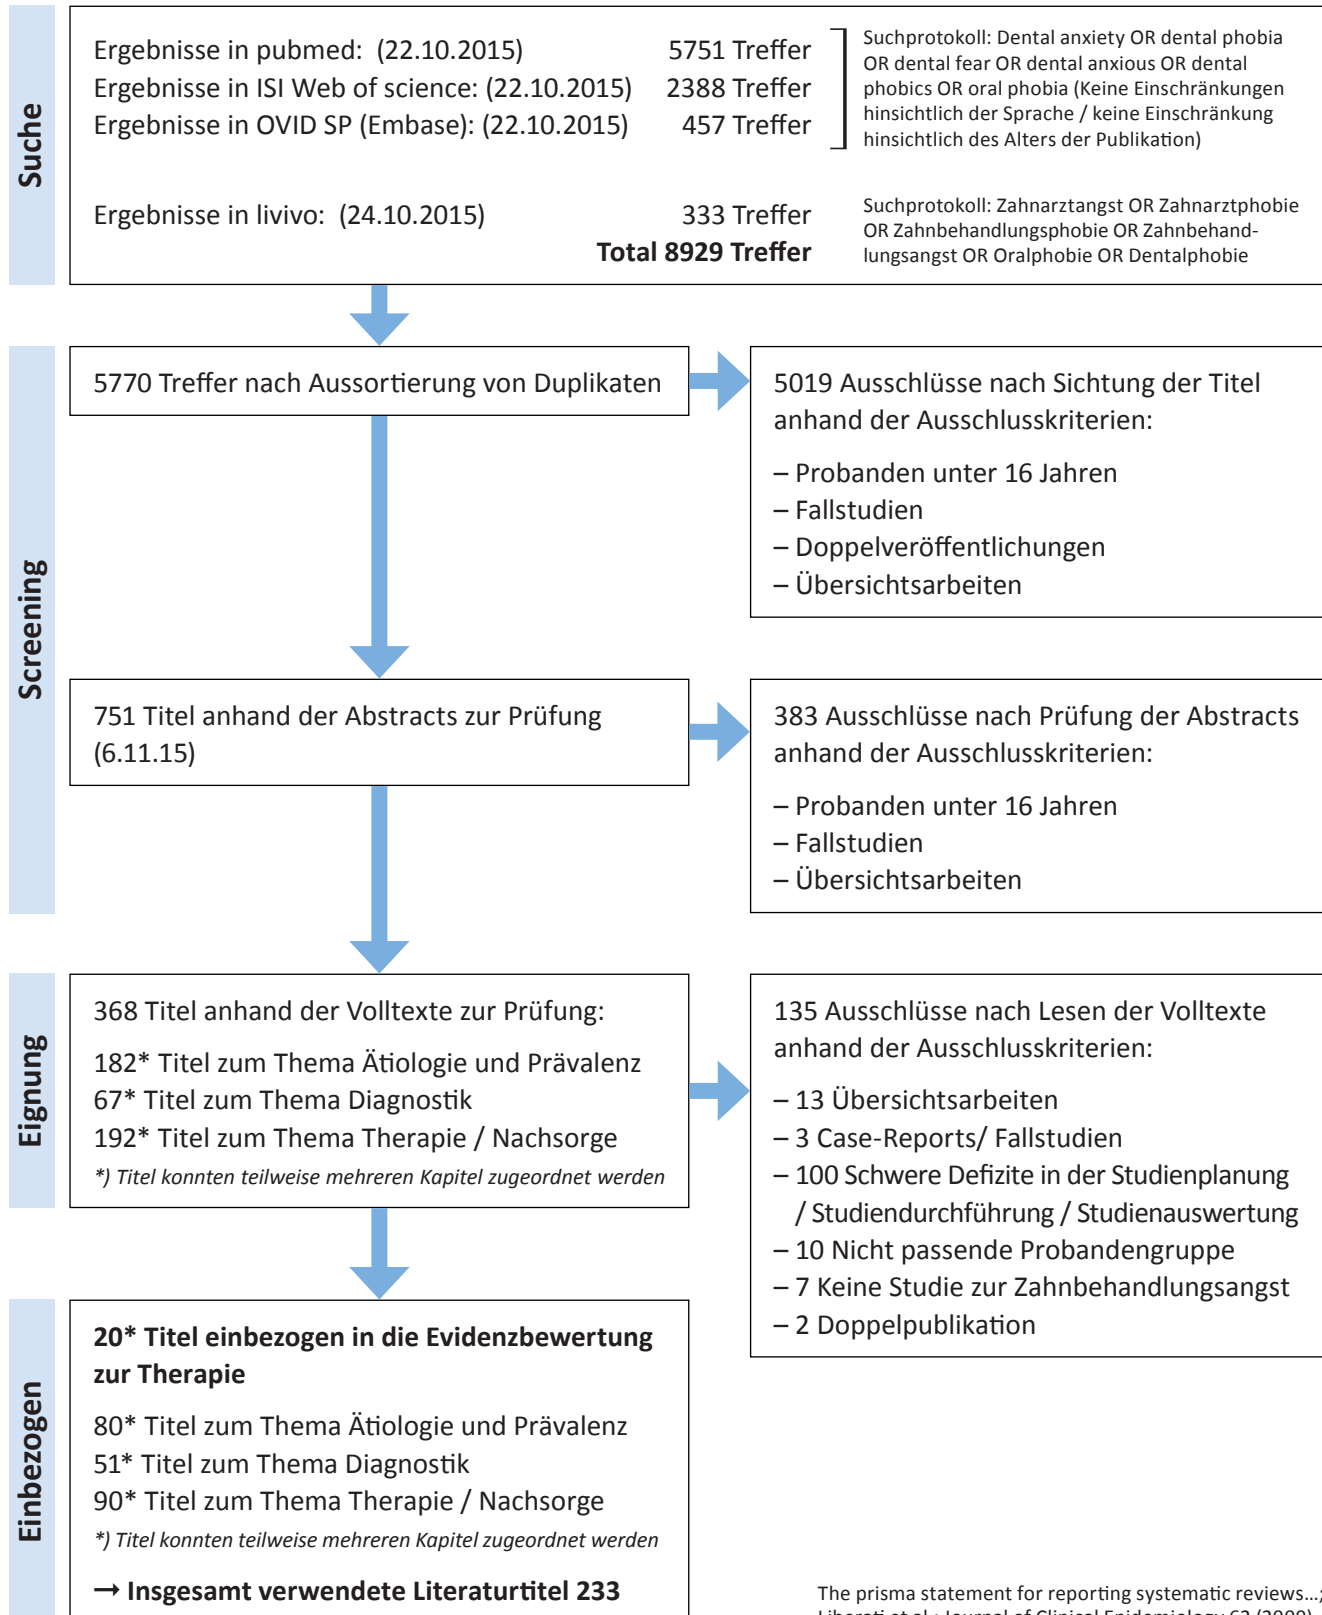 Suche
Ergebnisse in pubmed: (22.10.2015) 5751 Treffer
Ergebnisse in ISI Web of science: (22.10.2015) 2388 Treffer
Ergebnisse in OVID SP (Embase): (22.10.2015) 457 Treffer
Suchprotokoll: Dental anxiety OR dental phobia
OR dental fear OR dental anxious OR dental
phobics OR oral phobia (Keine Einschränkungen
hinsichtlich der Sprache / keine Einschränkung
hinsichtlich des Alters der Publikation)
Ergebnisse in livivo: (24.10.2015) 333 Treffer
Total 8929 Treffer
Suchprotokoll: Zahnarztangst OR Zahnarztphobie
OR Zahnbehandlungsphobie OR Zahnbehand-
lungsangst OR Oralphobie OR Dentalphobie
Screening
5770 Treffer nach Aussortierung von Duplikaten
5019 Ausschlüsse nach Sichtung der Titel
anhand der Ausschlusskriterien:
– Probanden unter 16 Jahren
– Fallstudien
– Doppelveröffentlichungen
– Übersichtsarbeiten
751 Titel anhand der Abstracts zur Prüfung
(6.11.15)
383 Ausschlüsse nach Prüfung der Abstracts
anhand der Ausschlusskriterien:
– Probanden unter 16 Jahren
– Fallstudien
– Übersichtsarbeiten
Eignung
368 Titel anhand der Volltexte zur Prüfung:
182* Titel zum Thema Ätiologie und Prävalenz
67* Titel zum Thema Diagnostik
192* Titel zum Thema Therapie / Nachsorge
*) Titel konnten teilweise mehreren Kapitel zugeordnet werden
135 Ausschlüsse nach Lesen der Volltexte
anhand der Ausschlusskriterien:
– 13 Übersichtsarbeiten
– 3 Case-Reports/ Fallstudien
– 100 Schwere Defizite in der Studienplanung
/ Studiendurchführung / Studienauswertung
– 10 Nicht passende Probandengruppe
– 7 Keine Studie zur Zahnbehandlungsangst
– 2 Doppelpublikation
Einbezogen
20* Titel einbezogen in die Evidenzbewertung
zur Therapie
80* Titel zum Thema Ätiologie und Prävalenz
51* Titel zum Thema Diagnostik
90* Titel zum Thema Therapie / Nachsorge
*) Titel konnten teilweise mehreren Kapitel zugeordnet werden
→ Insgesamt verwendete Literaturtitel 233
The prisma statement for reporting systematic reviews...;
Liberati et al.: Journal of Clinical Epidemiology 62 (2009)